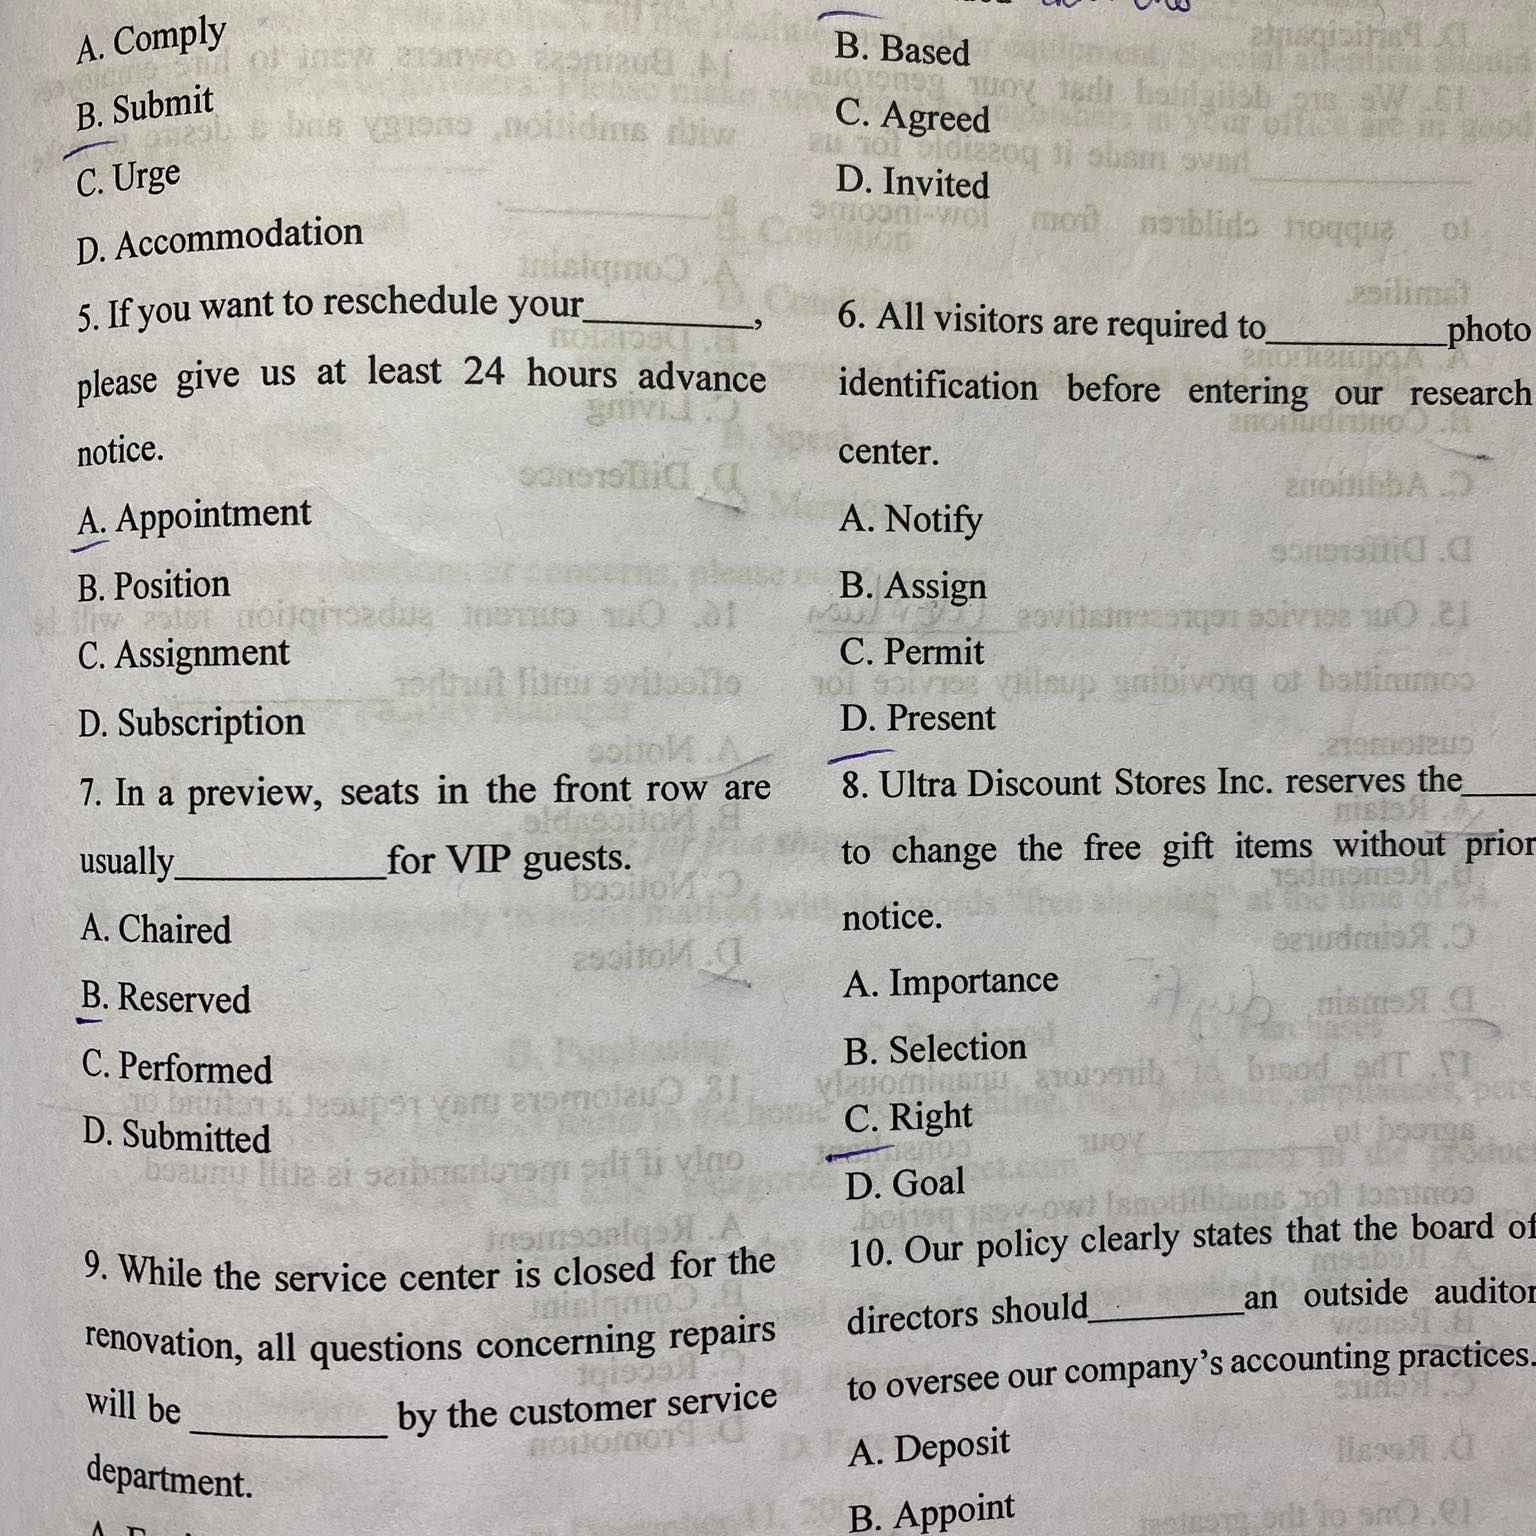 A. Comply
B. Submit
C. Urge
D. Accommodation
B. Based
C. Agreed
D. Invited
5. If you want to reschedule your__________,
please give us at least 24 hours advance
notice.
A. Appointment
B. Position
C. Assignment
D. Subscription
6. All visitors are required to__________photo
identification before entering our research
center.
A. Notify
B. Assign
C. Permit
D. Present
7. In a preview, seats in the front row are
usually____________for VIP guests.
A. Chaired
B. Reserved
C. Performed
D. Submitted
8. Ultra Discount Stores Inc. reserves the____
to change the free gift items without prior
notice.
A. Importance
B. Selection
C. Right
D. Goal
9. While the service center is closed for the
renovation, all questions concerning repairs
will be ___________ by the customer service
department.
10. Our policy clearly states that the board of
directors should_________an outside auditor
to oversee our company's accounting practices.
A. Deposit
B. Appoint